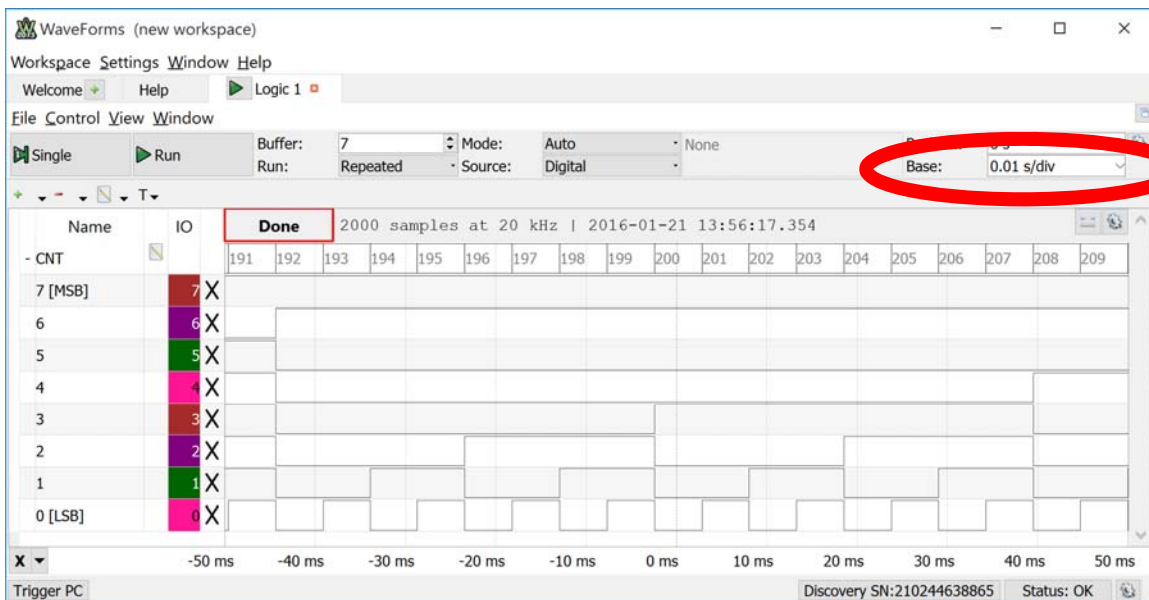 WaveForms (new workspace)
Workspace Settings Window Help
Welcome Help Logic 1
File Control View Window
Single Run Buffer: 7 Mode: Auto None
Run: Repeated Source: Digital Base: 0.01 s/div
T
Name IO Done 2000 samples at 20 kHz | 2016-01-21 13:56:17.354
- CNT 191 192 193 194 195 196 197 198 199 200 201 202 203 204 205 206 207 208 209
7 [MSB] 7 X
6 6 X
5 5 X
4 4 X
3 3 X
2 2 X
1 1 X
0 [LSB] 0 X
X -50 ms -40 ms -30 ms -20 ms -10 ms 0 ms 10 ms 20 ms 30 ms 40 ms 50 ms
Trigger PC Discovery SN:210244638865 Status: OK